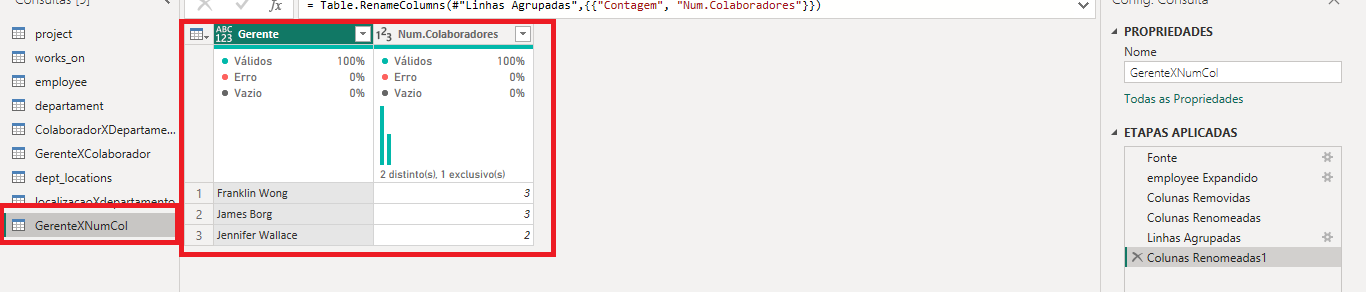 Consultas [9]
project
works_on
employee
departament
ColaboradorXDepartame...
GerenteXColaborador
dept_locations
localizacaoXdepartamento
GerenteXNumCol
fx
= Table.RenameColumns(#"Linhas Agrupadas",{{"Contagem", "Num.Colaboradores"}})
ABC
123 Gerente
123 Num.Colaboradores
Válidos 100%
Erro 0%
Vazio 0%
Válidos 100%
Erro 0%
Vazio 0%
2 distinto(s), 1 exclusivo(s)
1 Franklin Wong 3
2 James Borg 3
3 Jennifer Wallace 2
Config. Consulta
PROPRIEDADES
Nome
GerenteXNumCol
Todas as Propriedades
ETAPAS APLICADAS
Fonte
employee Expandido
Colunas Removidas
Colunas Renomeadas
Linhas Agrupadas
Colunas Renomeadas1